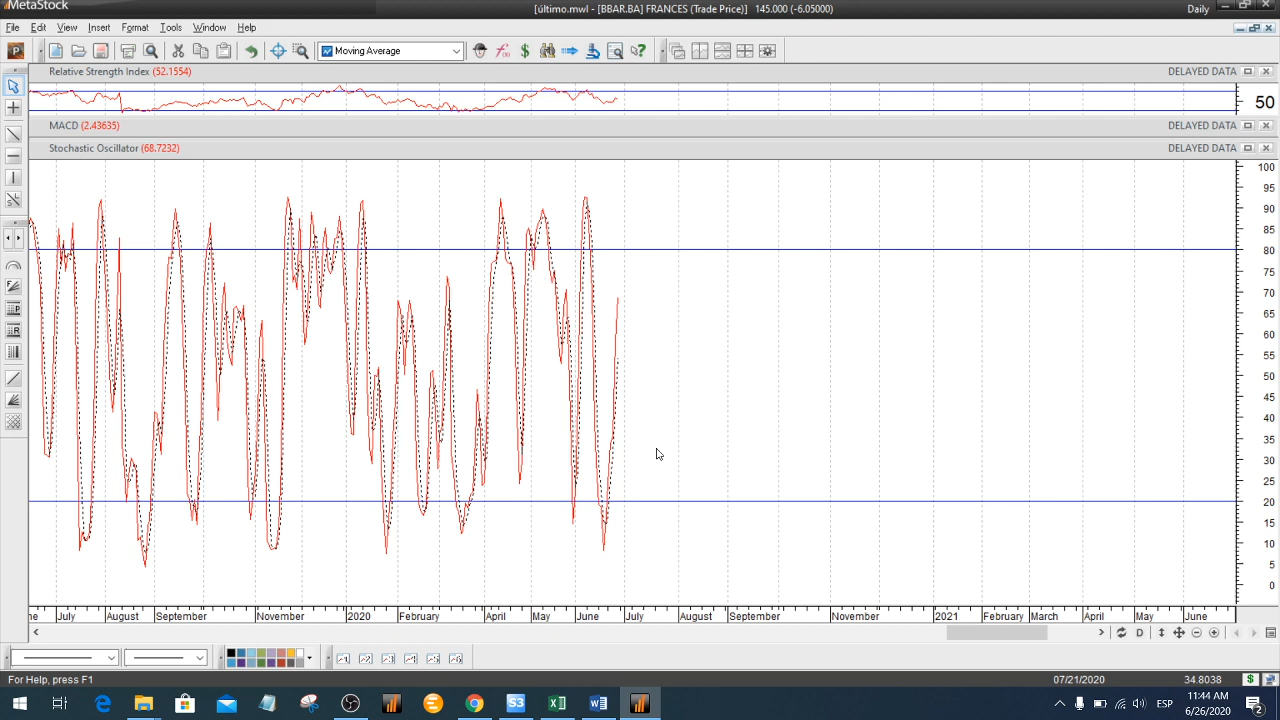 MetaStock
[último.mwl - [BBAR.BA] FRANCES (Trade Price)] 145.000 (-6.05000)
Daily
File Edit View Insert Format Tools Window Help
Moving Average
Relative Strength Index (52.1554)
DELAYED DATA
50
MACD (2.43635)
DELAYED DATA
Stochastic Oscillator (68.7232)
DELAYED DATA
100
95
90
85
80
75
70
65
60
55
50
45
40
35
30
25
20
15
10
5
0
ne July August September November 2020 February April May June July August September November 2021 February March April May June
For Help, press F1
07/21/2020
34.8038
ESP
11:44 AM
6/26/2020
2